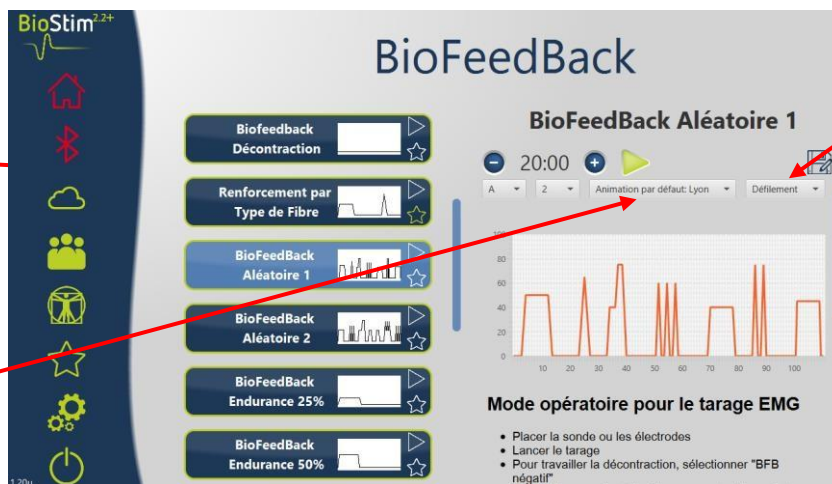 BioStim2.2+
BioFeedBack
Biofeedback
Décontraction
Renforcement par
Type de Fibre
BioFeedBack
Aléatoire 1
BioFeedBack
Aléatoire 2
BioFeedBack
Endurance 25%
BioFeedBack
Endurance 50%
BioFeedBack Aléatoire 1
20:00
A
2
Animation par défaut: Lyon
Défilement
100
80
60
40
20
0
10 20 30 40 50 60 70 80 90 100
Mode opératoire pour le tarage EMG
• Placer la sonde ou les électrodes
• Lancer le tarage
• Pour travailler la décontraction, sélectionner "BFB
négatif"
1.20u